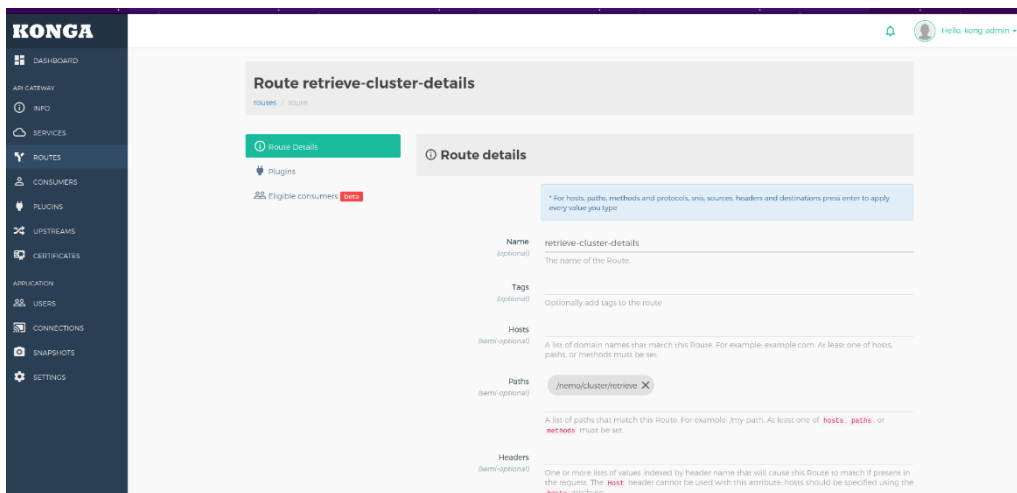 KONGA
Hello, kong admin
DASHBOARD
API GATEWAY
INFO
SERVICES
ROUTES
CONSUMERS
PLUGINS
UPSTREAMS
CERTIFICATES
APPLICATION
USERS
CONNECTIONS
SNAPSHOTS
SETTINGS
Route retrieve-cluster-details
routes / route
Route Details
Plugins
Eligible consumers beta
Route details
* For hosts, paths, methods and protocols, snis, sources, headers and destinations press enter to apply
every value you type
Name
(optional)
retrieve-cluster-details
The name of the Route.
Tags
(optional)
Optionally add tags to the route
Hosts
(semi-optional)
A list of domain names that match this Route. For example: example.com. At least one of hosts,
paths, or methods must be set.
Paths
(semi-optional)
/nemo/cluster/retrieve
A list of paths that match this Route. For example: /my-path. At least one of hosts, paths, or
methods must be set.
Headers
(semi-optional)
One or more lists of values indexed by header name that will cause this Route to match if present in
the request. The Host header cannot be used with this attribute: hosts should be specified using the
hosts attribute.